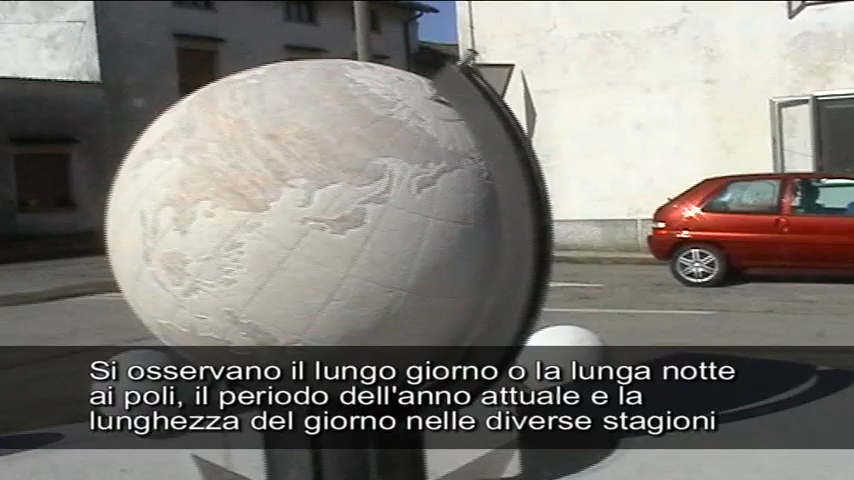 Si osservano il lungo giorno o la lunga notte
ai poli, il periodo dell'anno attuale e la
lunghezza del giorno nelle diverse stagioni